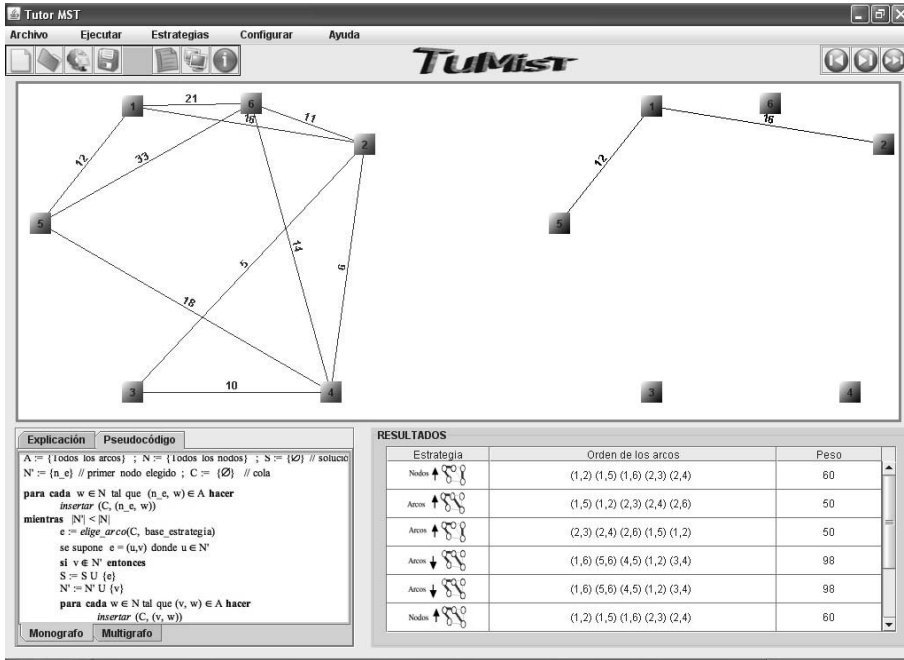 Tutor MST
Archivo Ejecutar Estrategias Configurar Ayuda
TuMist
1 21 6 16 11 2
12 33
5
5 14 6
18
3 10 4
1 6 16 2
12
5
3 4
Explicación Pseudocódigo
A := {Todos los arcos} ; N := {Todos los nodos} ; S := {Ø} // solucio
N' := {n_e} // primer nodo elegido ; C := {Ø} // cola
para cada w ∈ N tal que (n_e, w) ∈ A hacer
insertar (C, (n_e, w))
mientras |N'| < |N|
e := elige_arco(C, base_estrategia)
se supone e = (u,v) donde u ∈ N'
si v ∉ N' entonces
S := S U {e}
N' := N' U {v}
para cada w ∈ N tal que (v, w) ∈ A hacer
insertar (C, (v, w))
Monografo Multigrafo
RESULTADOS
Estrategia Orden de los arcos Peso
Nodos (1,2) (1,5) (1,6) (2,3) (2,4) 60
Arcos (1,5) (1,2) (2,3) (2,4) (2,6) 50
Arcos (2,3) (2,4) (2,6) (1,5) (1,2) 50
Arcos (1,6) (5,6) (4,5) (1,2) (3,4) 98
Arcos (1,6) (5,6) (4,5) (1,2) (3,4) 98
Nodos (1,2) (1,5) (1,6) (2,3) (2,4) 60